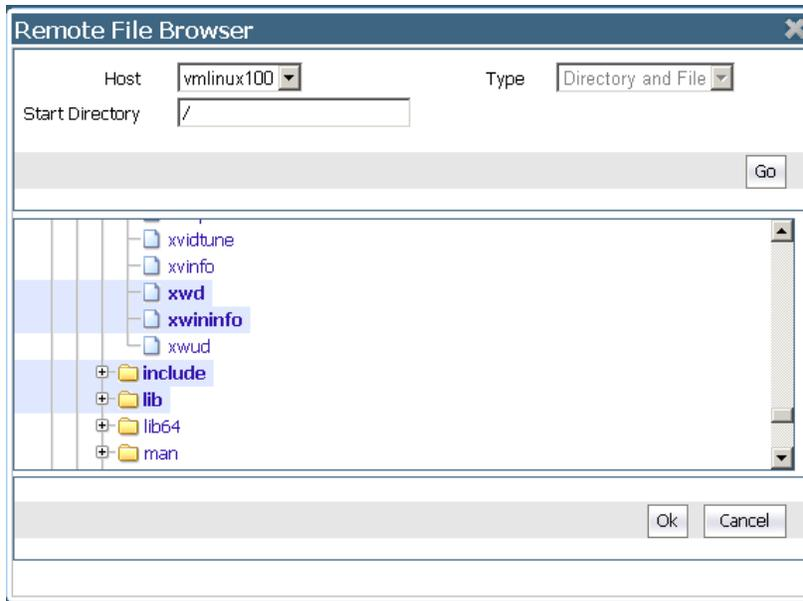 Remote File Browser
Host vmlinux100 Type Directory and File
Start Directory /
Go
xvidtune
xvinfo
xwd
xwininfo
xwud
include
lib
lib64
man
Ok Cancel